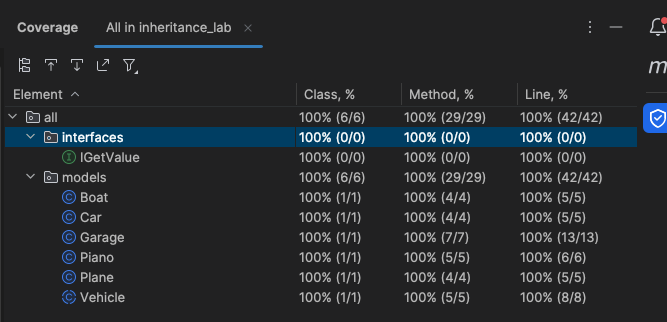 Coverage All in inheritance_lab
m
Element Class, % Method, % Line, %
all 100% (6/6) 100% (29/29) 100% (42/42)
interfaces 100% (0/0) 100% (0/0) 100% (0/0)
I IGetValue 100% (0/0) 100% (0/0) 100% (0/0)
models 100% (6/6) 100% (29/29) 100% (42/42)
C Boat 100% (1/1) 100% (4/4) 100% (5/5)
C Car 100% (1/1) 100% (4/4) 100% (5/5)
C Garage 100% (1/1) 100% (7/7) 100% (13/13)
C Piano 100% (1/1) 100% (5/5) 100% (6/6)
C Plane 100% (1/1) 100% (4/4) 100% (5/5)
C Vehicle 100% (1/1) 100% (5/5) 100% (8/8)